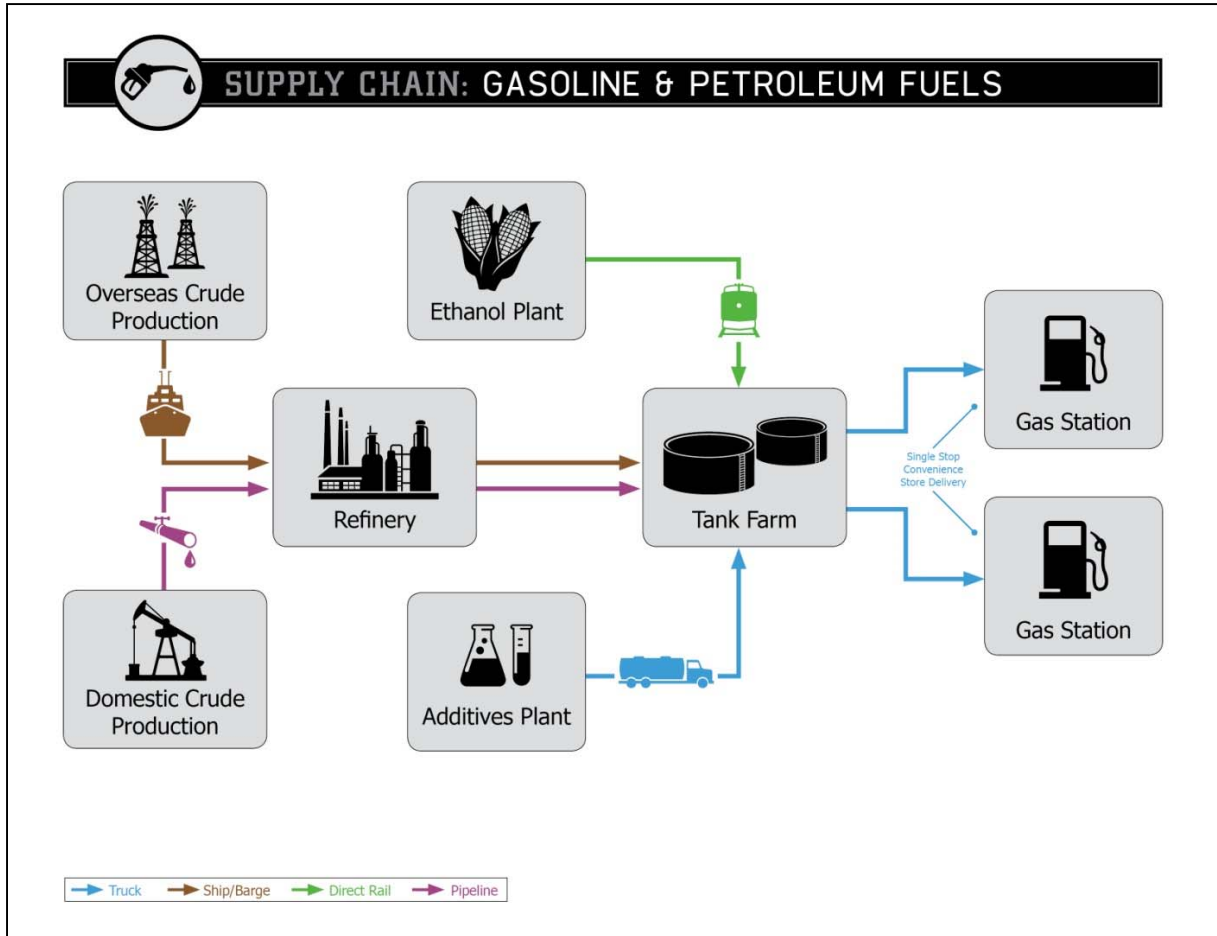 SUPPLY CHAIN: GASOLINE & PETROLEUM FUELS
Overseas Crude
Production
Ethanol Plant
Gas Station
Refinery
Tank Farm
Single Stop
Convenience
Store Delivery
Domestic Crude
Production
Additives Plant
Gas Station
Truck
Ship/Barge
Direct Rail
Pipeline